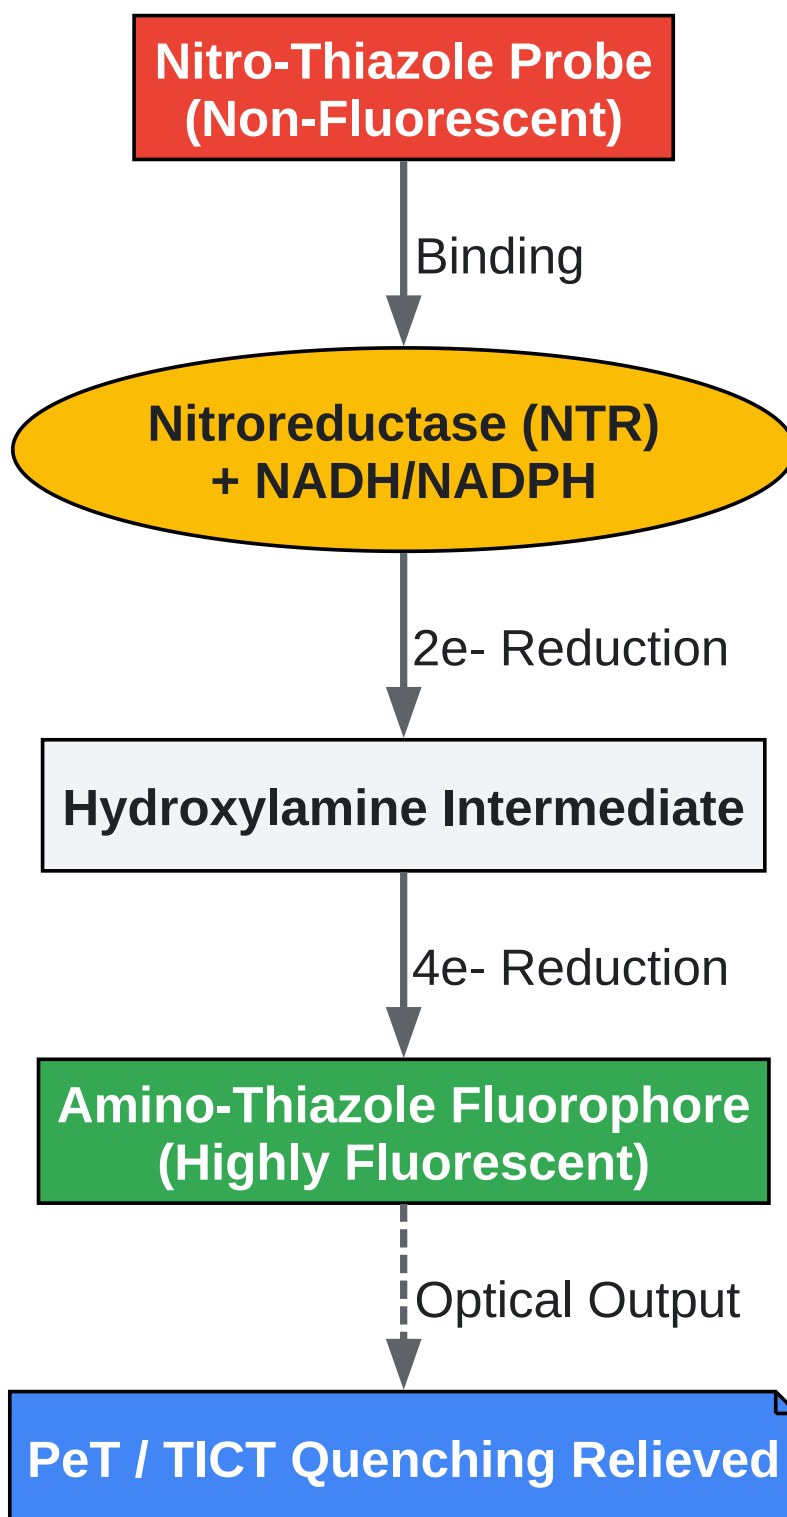 Nitro-Thiazole Probe
(Non-Fluorescent)
Binding
Nitroreductase (NTR)
+ NADH/NADPH
2e- Reduction
Hydroxylamine Intermediate
4e- Reduction
Amino-Thiazole Fluorophore
(Highly Fluorescent)
Optical Output
PeT / TICT Quenching Relieved